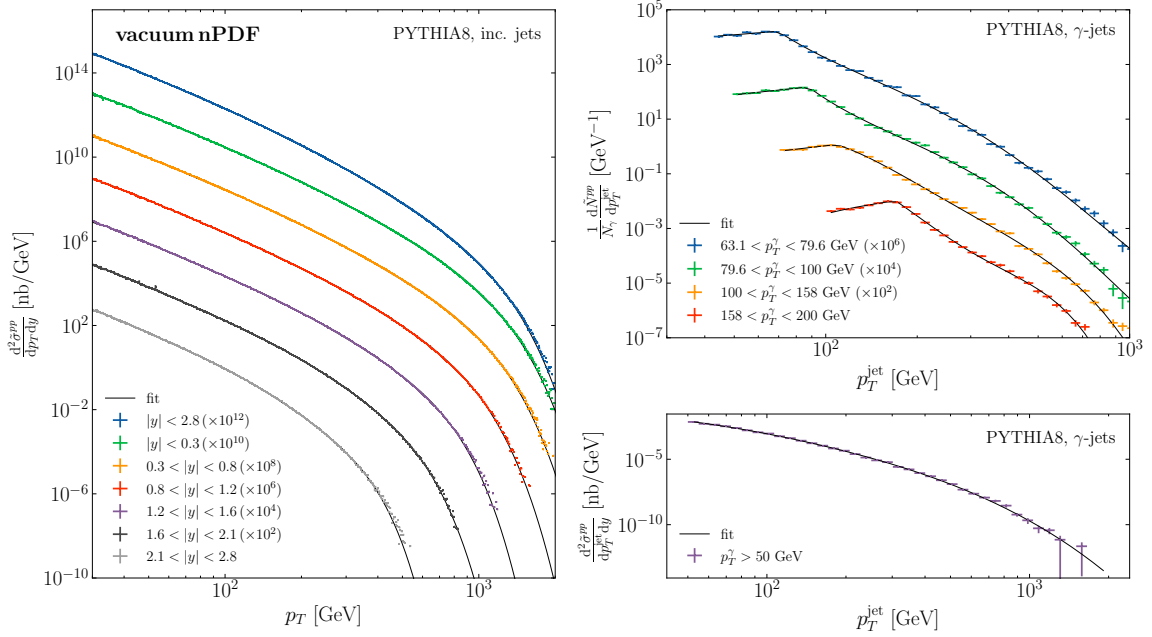 vacuum nPDF
PYTHIA8, inc. jets
10^14
10^10
10^6
10^2
10^−2
10^−6
10^−10
d²σ̃^pp / dp_T dy [nb/GeV]
fit
|y| < 2.8 (×10^12)
|y| < 0.3 (×10^10)
0.3 < |y| < 0.8 (×10^8)
0.8 < |y| < 1.2 (×10^6)
1.2 < |y| < 1.6 (×10^4)
1.6 < |y| < 2.1 (×10^2)
2.1 < |y| < 2.8
10^2
10^3
p_T [GeV]
PYTHIA8, γ-jets
10^5
10^3
10^1
10^−1
10^−3
10^−5
10^−7
1/N_γ dÑ^pp/dp_T^jet [GeV^−1]
fit
63.1 < p_T^γ < 79.6 GeV (×10^6)
79.6 < p_T^γ < 100 GeV (×10^4)
100 < p_T^γ < 158 GeV (×10^2)
158 < p_T^γ < 200 GeV
10^2
10^3
p_T^jet [GeV]
PYTHIA8, γ-jets
10^−5
10^−10
d²σ̃^pp / dp_T^jet dy [nb/GeV]
fit
p_T^γ > 50 GeV
10^2
10^3
p_T^jet [GeV]